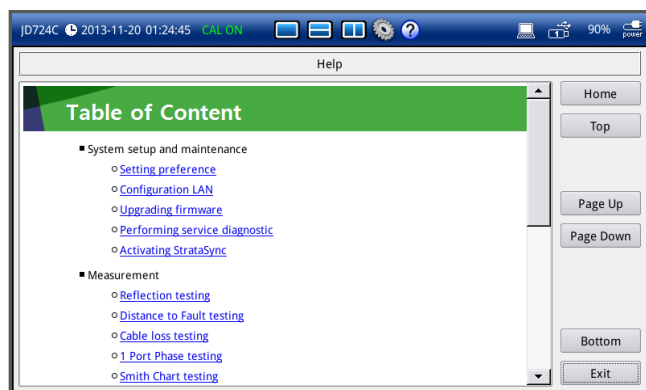 JD724C 2013-11-20 01:24:45 CAL ON ? 1 90% power
Help
Table of Content
System setup and maintenance
Setting preference
Configuration LAN
Upgrading firmware
Performing service diagnostic
Activating StrataSync
Measurement
Reflection testing
Distance to Fault testing
Cable loss testing
1 Port Phase testing
Smith Chart testing
Home
Top
Page Up
Page Down
Bottom
Exit